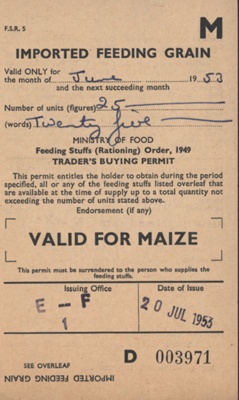 F.S.R. 5
M
IMPORTED FEEDING GRAIN
Valid ONLY for
the month of June 1953
and the next succeeding month
Number of units (figures) 25
(words) Twenty five
MINISTRY OF FOOD
Feeding Stuffs (Rationing) Order, 1949
TRADER'S BUYING PERMIT
This permit entitles the holder to obtain during the period
specified, all or any of the feeding stuffs listed overleaf that
are available at the time of supply up to a total quantity not
exceeding the number of units stated above.
Endorsement (if any)
VALID FOR MAIZE
This permit must be surrendered to the person who supplies the
feeding stuffs.
Issuing Office
Date of Issue
E - F
1
20 JUL 1953
SEE OVERLEAF
D 003971
IMPORTED FEEDING GRAIN